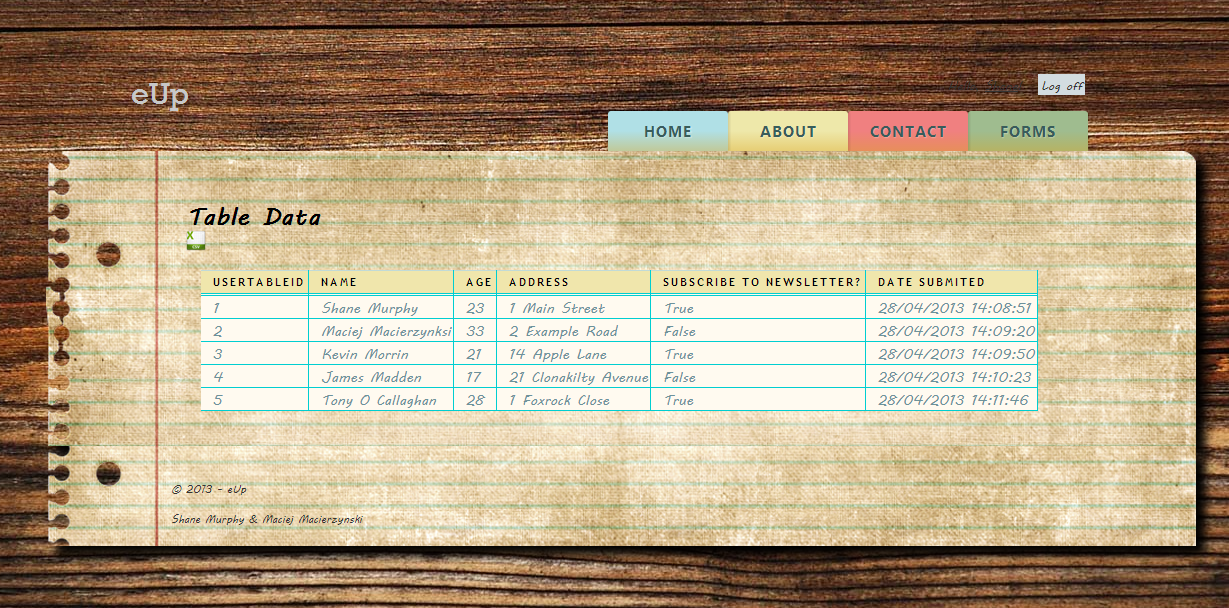 eUp
Log off
HOME ABOUT CONTACT FORMS
Table Data
USERTABLEID NAME AGE ADDRESS SUBSCRIBE TO NEWSLETTER? DATE SUBMITED
1 Shane Murphy 23 1 Main Street True 28/04/2013 14:08:51
2 Maciej Macierzynksi 33 2 Example Road False 28/04/2013 14:09:20
3 Kevin Morrin 21 14 Apple Lane True 28/04/2013 14:09:50
4 James Madden 17 21 Clonakilty Avenue False 28/04/2013 14:10:23
5 Tony O Callaghan 28 1 Foxrock Close True 28/04/2013 14:11:46
© 2013 - eUp
Shane Murphy & Maciej Macierzynski